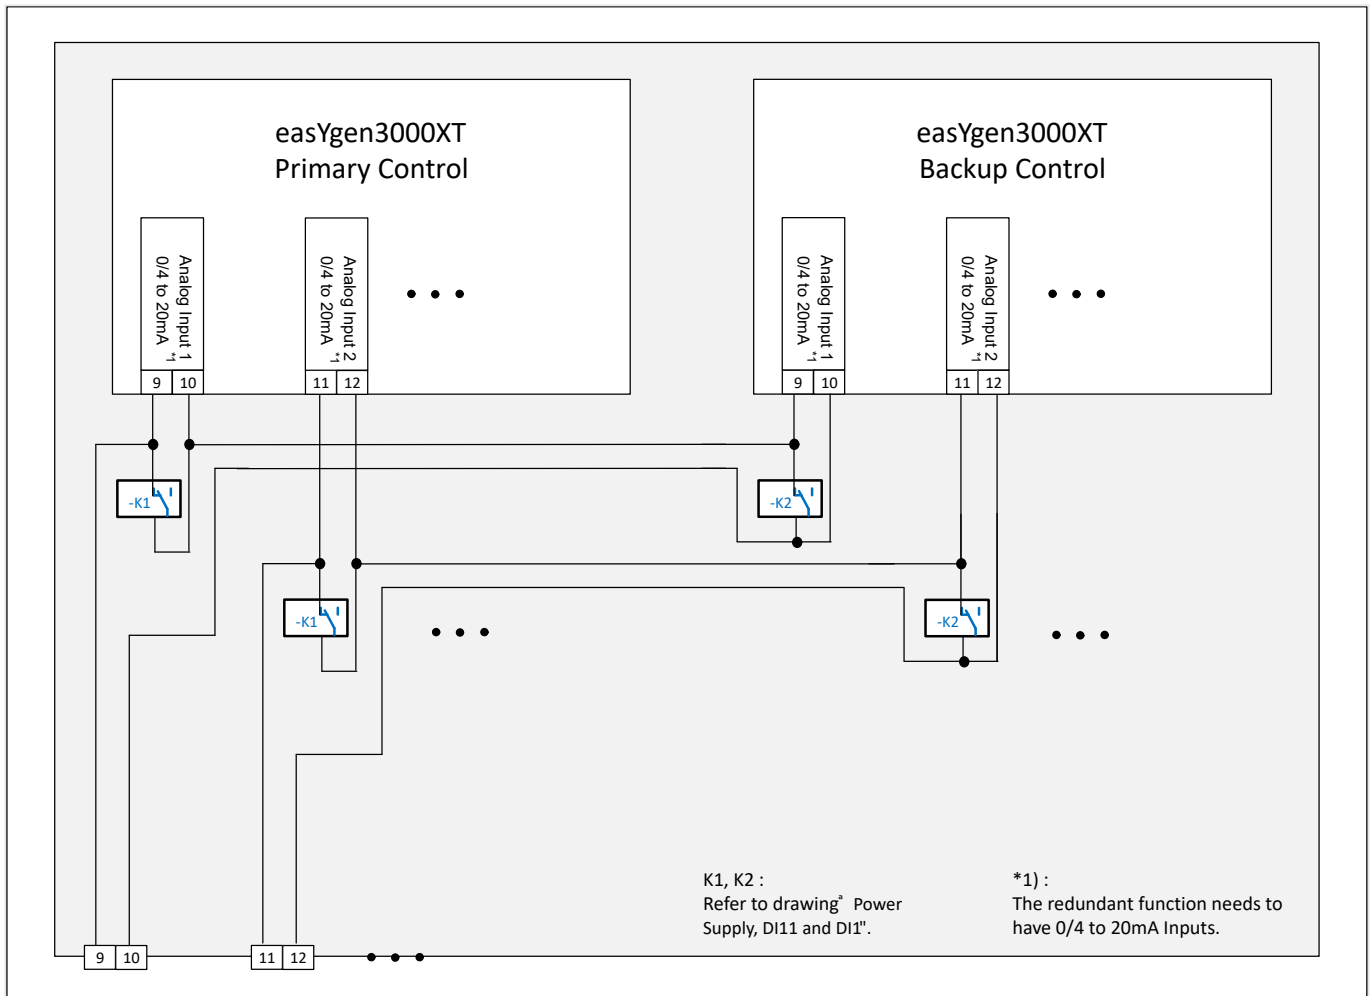 easYgen3000XT
Primary Control
easYgen3000XT
Backup Control
Analog Input 1
0/4 to 20mA *1
Analog Input 2
0/4 to 20mA *1
Analog Input 1
0/4 to 20mA *1
Analog Input 2
0/4 to 20mA *1
9 10
11 12
9 10
11 12
-K1
-K2
-K1
-K2
K1, K2 :
Refer to drawingª Power
Supply, DI11 and DI1".
*1) :
The redundant function needs to
have 0/4 to 20mA Inputs.
9 10
11 12